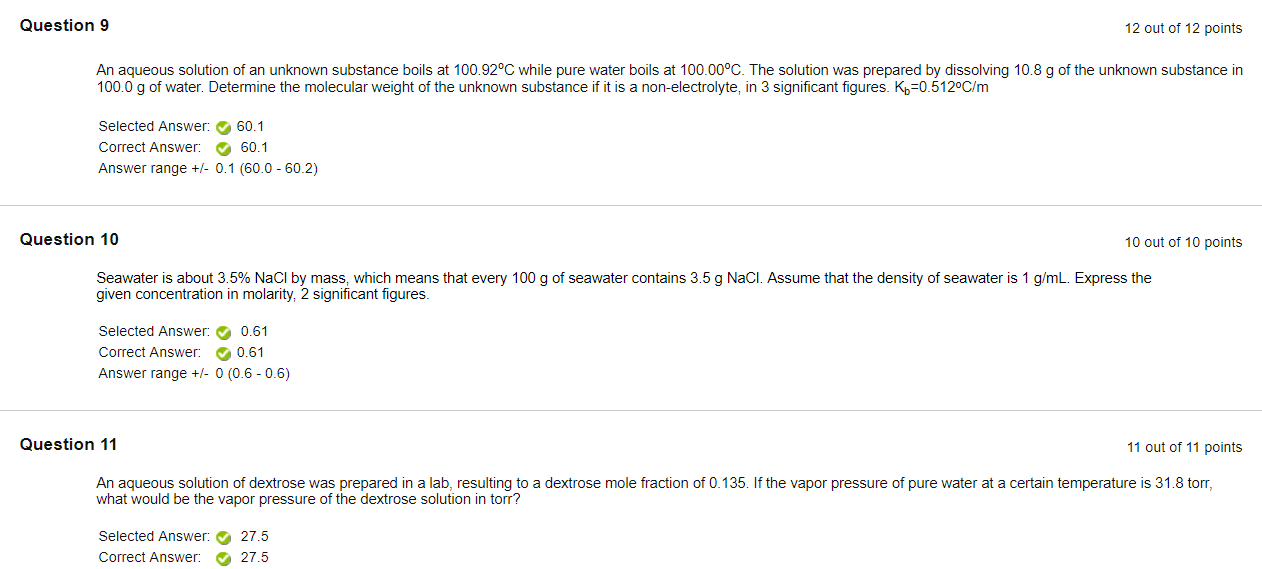 Question 9
12 out of 12 points
An aqueous solution of an unknown substance boils at 100.92ºC while pure water boils at 100.00ºC. The solution was prepared by dissolving 10.8 g of the unknown substance in
100.0 g of water. Determine the molecular weight of the unknown substance if it is a non-electrolyte, in 3 significant figures. Kb=0.512ºC/m
Selected Answer: 60.1
Correct Answer: 60.1
Answer range +/- 0.1 (60.0 - 60.2)
Question 10
10 out of 10 points
Seawater is about 3.5% NaCl by mass, which means that every 100 g of seawater contains 3.5 g NaCl. Assume that the density of seawater is 1 g/mL. Express the
given concentration in molarity, 2 significant figures.
Selected Answer: 0.61
Correct Answer: 0.61
Answer range +/- 0 (0.6 - 0.6)
Question 11
11 out of 11 points
An aqueous solution of dextrose was prepared in a lab, resulting to a dextrose mole fraction of 0.135. If the vapor pressure of pure water at a certain temperature is 31.8 torr,
what would be the vapor pressure of the dextrose solution in torr?
Selected Answer: 27.5
Correct Answer: 27.5